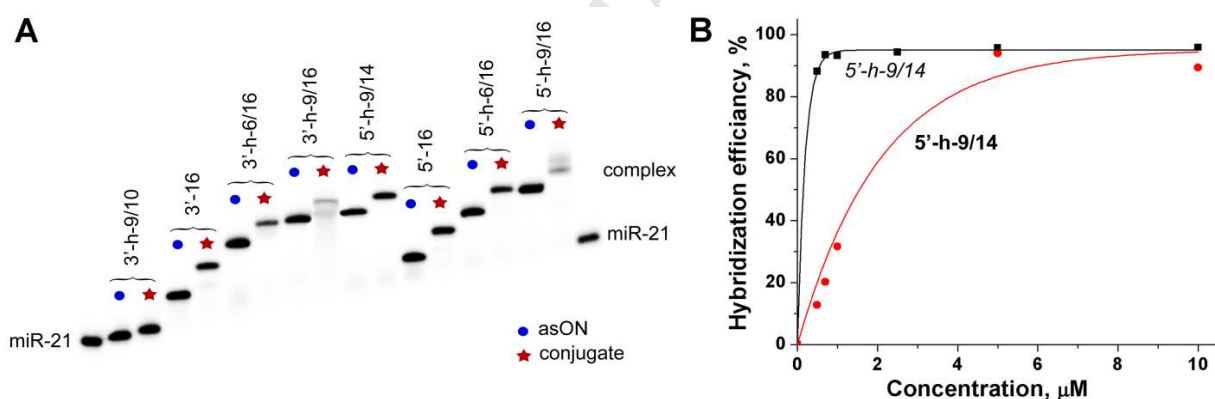 A
3'-h-9/10
3'-16
3'-h-6/16
3'-h-9/16
5'-h-9/14
5'-16
5'-h-6/16
5'-h-9/16
complex
miR-21
miR-21
asON
conjugate
B
Hybridization efficiancy, %
100
80
60
40
20
0
5'-h-9/14
5'-h-9/14
0
2
4
6
8
10
Concentration, μM